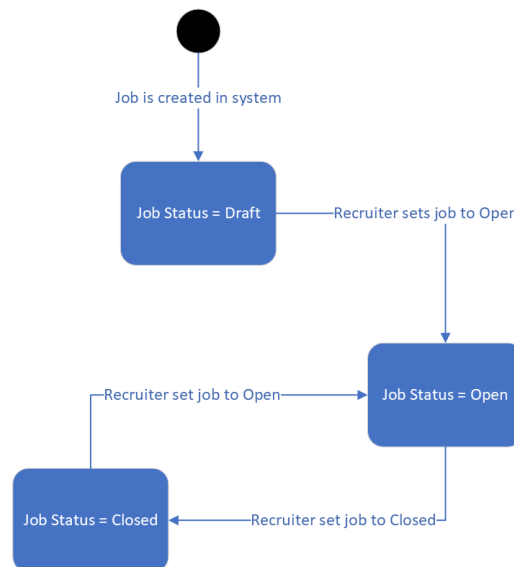 Job is created in system
Job Status = Draft
Recruiter sets job to Open
Recruiter set job to Open
Job Status = Open
Job Status = Closed
Recruiter set job to Closed